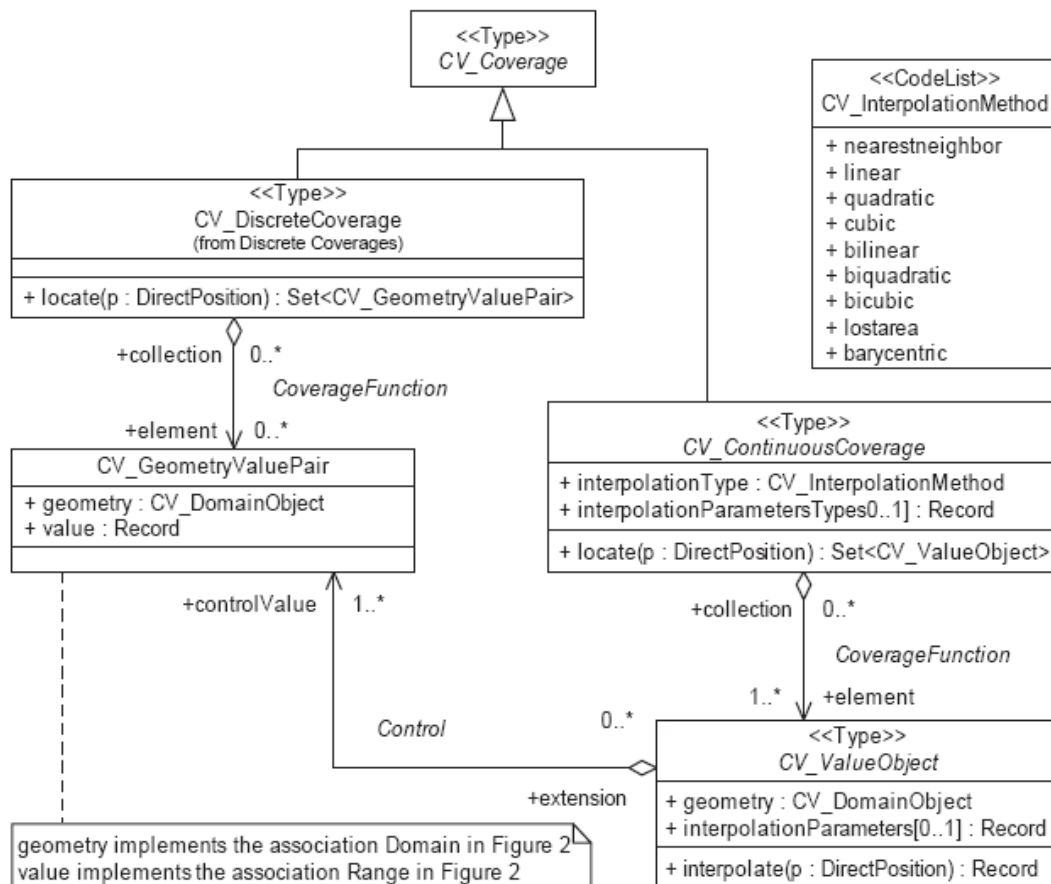 <<Type>>
CV_Coverage
<<CodeList>>
CV_InterpolationMethod
+ nearestneighbor
+ linear
+ quadratic
+ cubic
+ bilinear
+ biquadratic
+ bicubic
+ lostarea
+ barycentric
<<Type>>
CV_DiscreteCoverage
(from Discrete Coverages)
+ locate(p : DirectPosition) : Set<CV_GeometryValuePair>
+collection 0..*
CoverageFunction
+element 0..*
CV_GeometryValuePair
+ geometry : CV_DomainObject
+ value : Record
<<Type>>
CV_ContinuousCoverage
+ interpolationType : CV_InterpolationMethod
+ interpolationParametersTypes0..1] : Record
+ locate(p : DirectPosition) : Set<CV_ValueObject>
+controlValue 1..*
+collection 0..*
CoverageFunction
1..* +element
Control
0..*
+extension
<<Type>>
CV_ValueObject
+ geometry : CV_DomainObject
+ interpolationParameters[0..1] : Record
+ interpolate(p : DirectPosition) : Record
geometry implements the association Domain in Figure 2
value implements the association Range in Figure 2